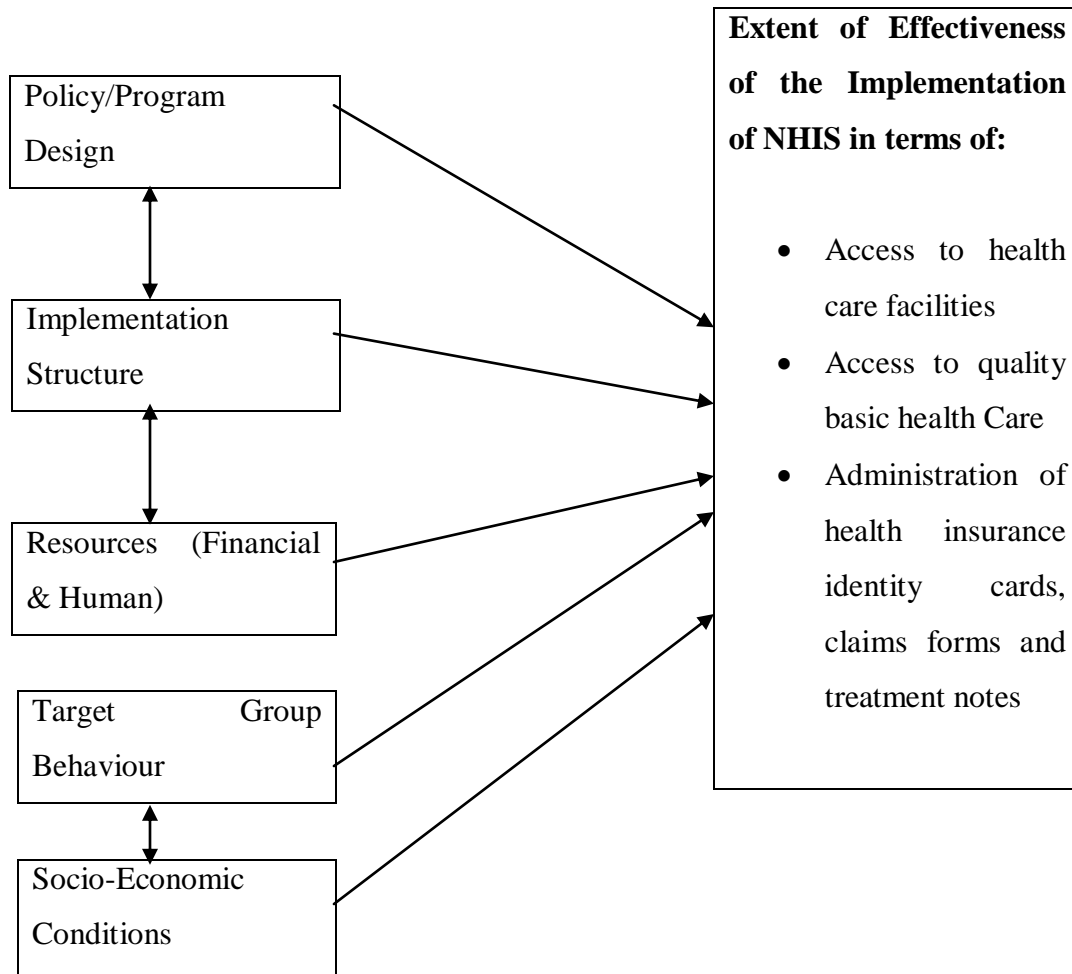 Policy/Program
Design
Implementation
Structure
Resources (Financial
& Human)
Target Group
Behaviour
Socio-Economic
Conditions
Extent of Effectiveness
of the Implementation
of NHIS in terms of:
• Access to health
care facilities
• Access to quality
basic health Care
• Administration of
health insurance
identity cards,
claims forms and
treatment notes